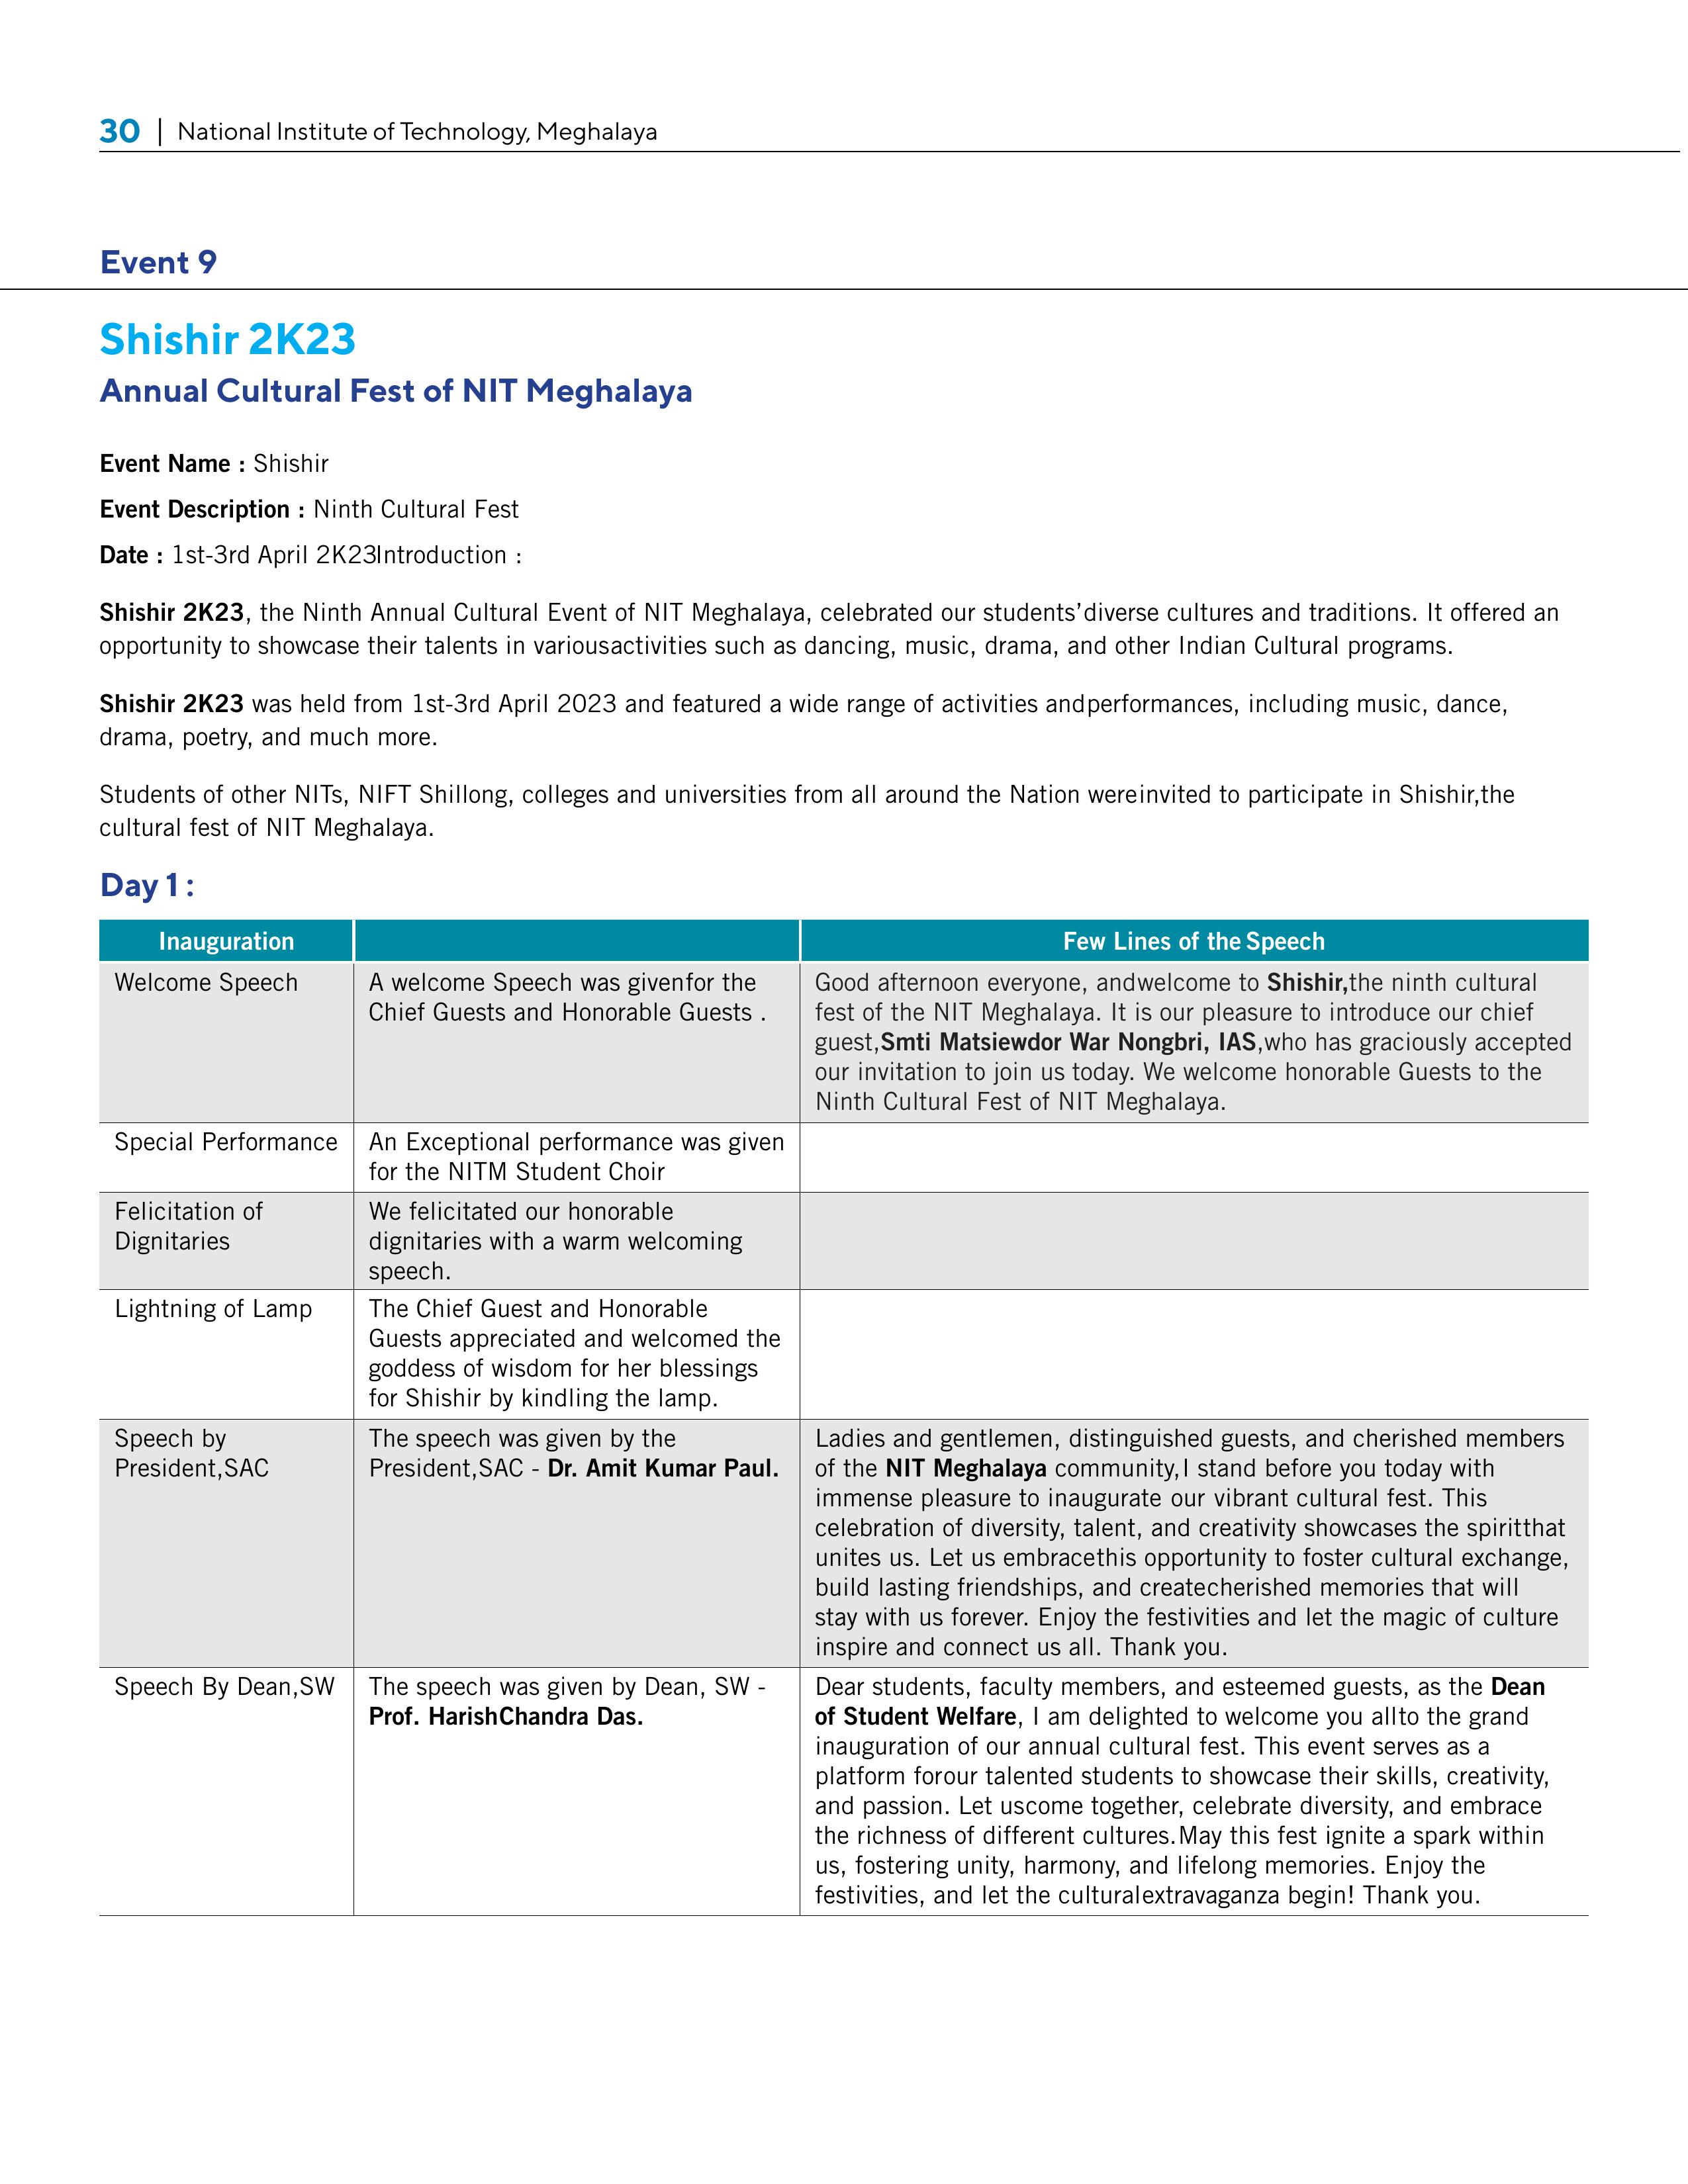 30 | National Institute of Technology, Meghalaya
Event 9
Shishir 2K23
Annual Cultural Fest of NIT Meghalaya
Event Name : Shishir
Event Description : Ninth Cultural Fest
Date : 1st-3rd April 2K23Introduction :
Shishir 2K23, the Ninth Annual Cultural Event of NIT Meghalaya, celebrated our students’diverse cultures and traditions. It offered an
opportunity to showcase their talents in variousactivities such as dancing, music, drama, and other Indian Cultural programs.
Shishir 2K23 was held from 1st-3rd April 2023 and featured a wide range of activities andperformances, including music, dance,
drama, poetry, and much more.
Students of other NITs, NIFT Shillong, colleges and universities from all around the Nation wereinvited to participate in Shishir,the
cultural fest of NIT Meghalaya.
Day 1 :
Inauguration
Few Lines of the Speech
Welcome Speech
A welcome Speech was givenfor the
Chief Guests and Honorable Guests .
Good afternoon everyone, andwelcome to Shishir,the ninth cultural
fest of the NIT Meghalaya. It is our pleasure to introduce our chief
guest,Smti Matsiewdor War Nongbri, IAS,who has graciously accepted
our invitation to join us today. We welcome honorable Guests to the
Ninth Cultural Fest of NIT Meghalaya.
Special Performance
An Exceptional performance was given
for the NITM Student Choir
Felicitation of
Dignitaries
We felicitated our honorable
dignitaries with a warm welcoming
speech.
Lightning of Lamp
The Chief Guest and Honorable
Guests appreciated and welcomed the
goddess of wisdom for her blessings
for Shishir by kindling the lamp.
Speech by
President,SAC
The speech was given by the
President,SAC - Dr. Amit Kumar Paul.
Ladies and gentlemen, distinguished guests, and cherished members
of the NIT Meghalaya community,I stand before you today with
immense pleasure to inaugurate our vibrant cultural fest. This
celebration of diversity, talent, and creativity showcases the spiritthat
unites us. Let us embracethis opportunity to foster cultural exchange,
build lasting friendships, and createcherished memories that will
stay with us forever. Enjoy the festivities and let the magic of culture
inspire and connect us all. Thank you.
Speech By Dean,SW
The speech was given by Dean, SW -
Prof. HarishChandra Das.
Dear students, faculty members, and esteemed guests, as the Dean
of Student Welfare, I am delighted to welcome you allto the grand
inauguration of our annual cultural fest. This event serves as a
platform forour talented students to showcase their skills, creativity,
and passion. Let uscome together, celebrate diversity, and embrace
the richness of different cultures.May this fest ignite a spark within
us, fostering unity, harmony, and lifelong memories. Enjoy the
festivities, and let the culturalextravaganza begin! Thank you.